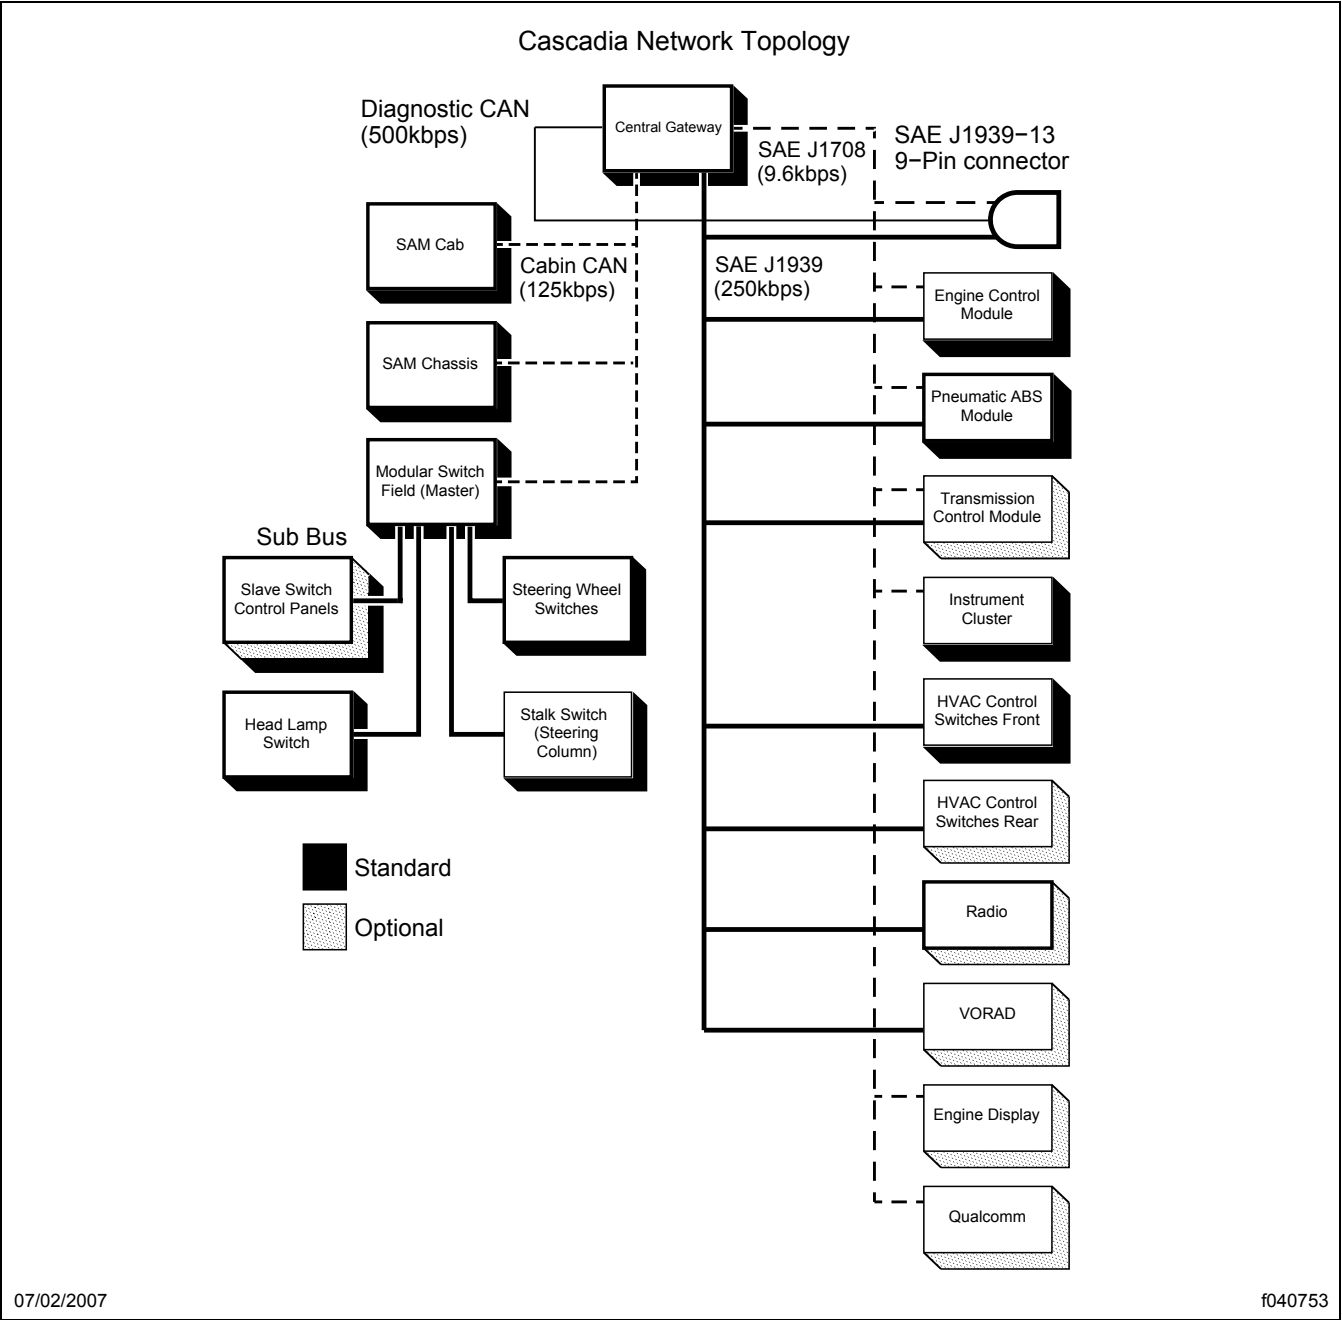 Cascadia Network Topology
Diagnostic CAN
(500kbps)
Central Gateway
SAE J1708
(9.6kbps)
SAE J1939−13
9−Pin connector
SAM Cab
Cabin CAN
(125kbps)
SAE J1939
(250kbps)
Engine Control
Module
SAM Chassis
Pneumatic ABS
Module
Modular Switch
Field (Master)
Transmission
Control Module
Sub Bus
Slave Switch
Control Panels
Steering Wheel
Switches
Instrument
Cluster
Head Lamp
Switch
Stalk Switch
(Steering
Column)
HVAC Control
Switches Front
HVAC Control
Switches Rear
Standard
Optional
Radio
VORAD
Engine Display
Qualcomm
07/02/2007
f040753